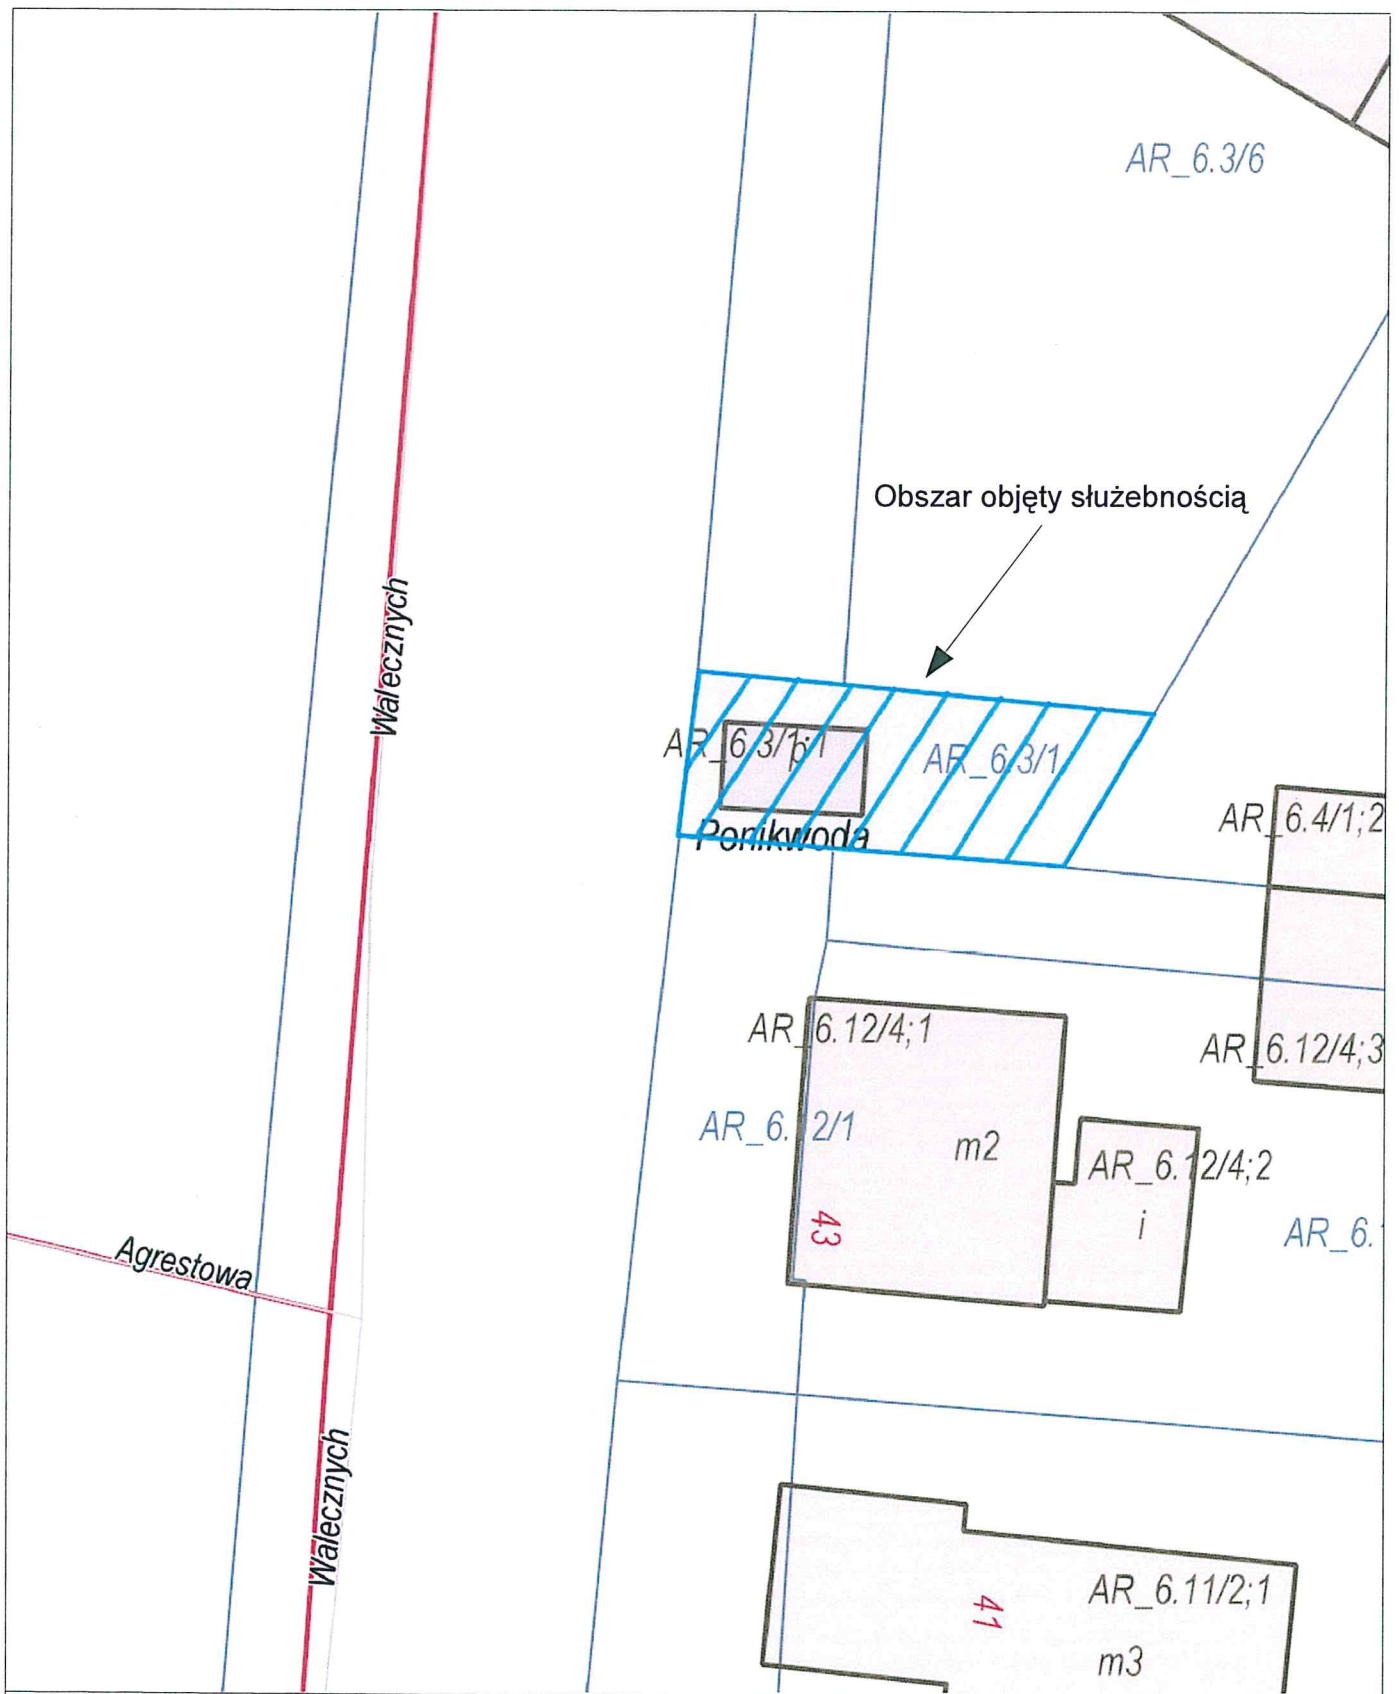 AR_6.3/6
Obszar objęty służebnością
Walecznych
AR_6.3/1;1
p
AR_6.3/1
Ponikwoda
AR_6.4/1;2
AR_6.12/4;1
AR_6.12/4;3
AR_6.12/1
m2
AR_6.12/4;2
i
43
AR_6.
Agrestowa
Walecznych
AR_6.11/2;1
41
m3